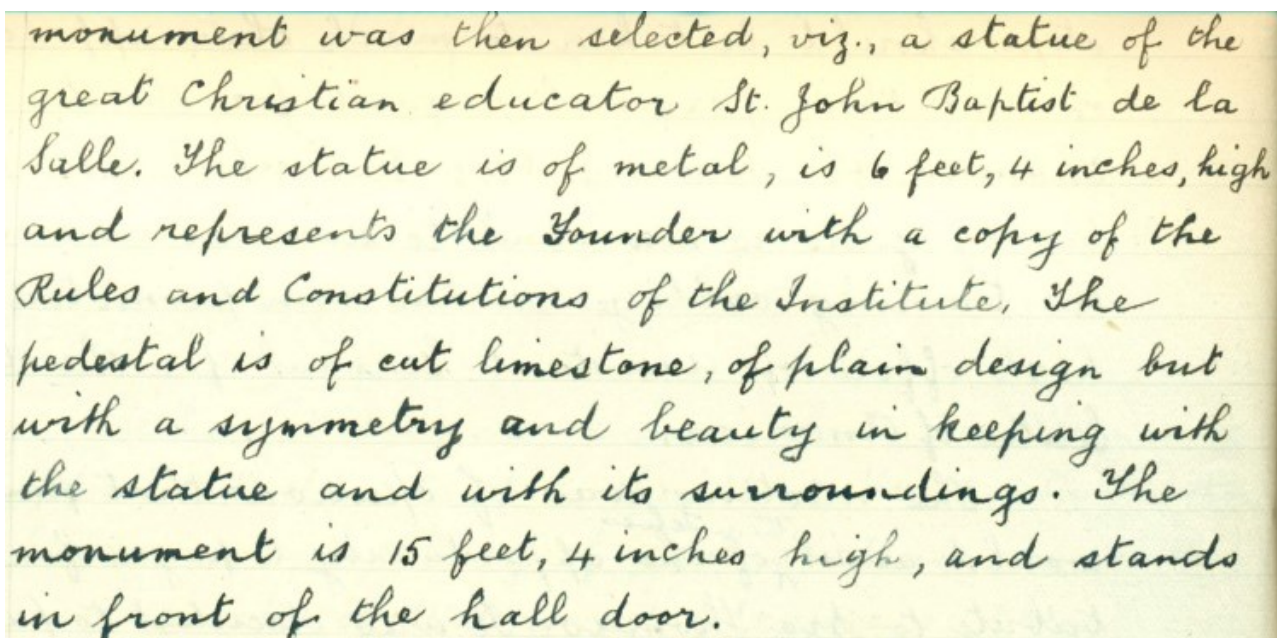 monument was then selected, viz., a statue of the
great Christian educator St. John Baptist de la
Salle. The statue is of metal, is 6 feet, 4 inches, high
and represents the Founder with a copy of the
Rules and Constitutions of the Institute. The
pedestal is of cut limestone, of plain design but
with a symmetry and beauty in keeping with
the statue and with its surroundings. The
monument is 15 feet, 4 inches high, and stands
in front of the hall door.